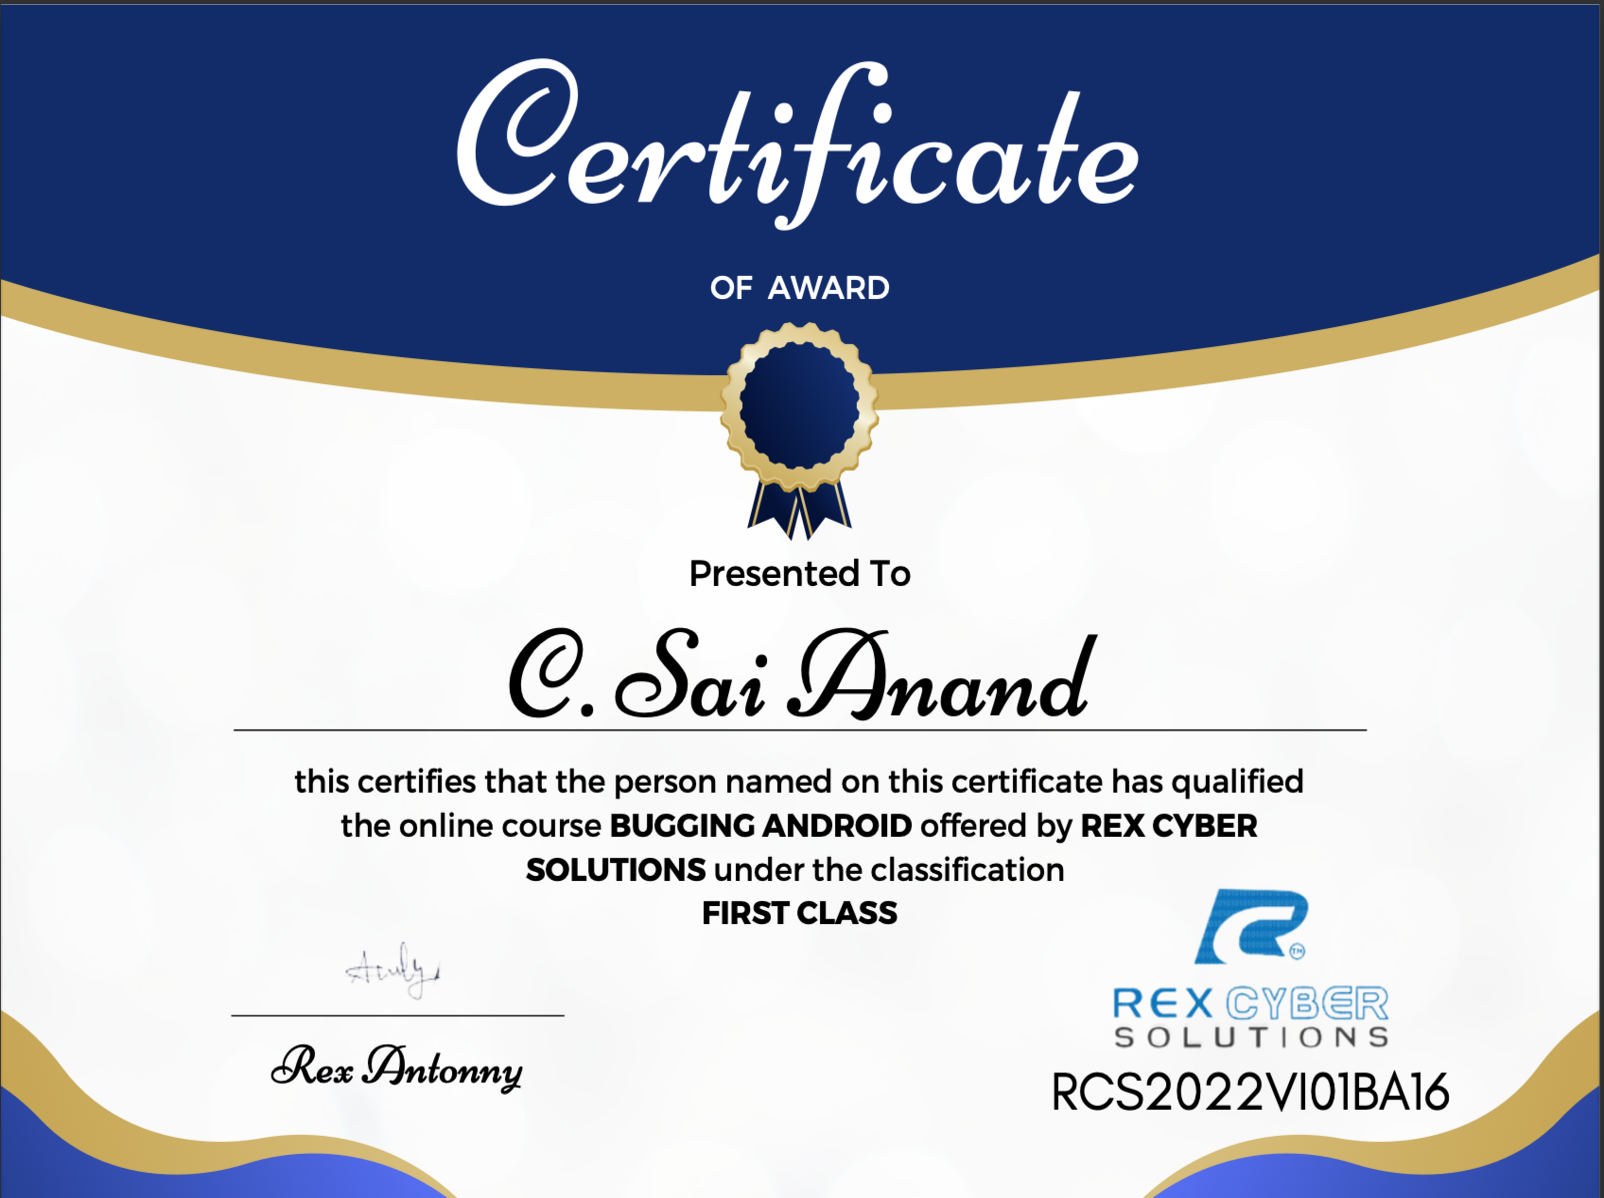 Certificate
OF AWARD
Presented To
C. Sai Anand
this certifies that the person named on this certificate has qualified
the online course BUGGING ANDROID offered by REX CYBER
SOLUTIONS under the classification
FIRST CLASS
Rex Antonny
TM
REX CYBER
SOLUTIONS
RCS2022VI01BA16